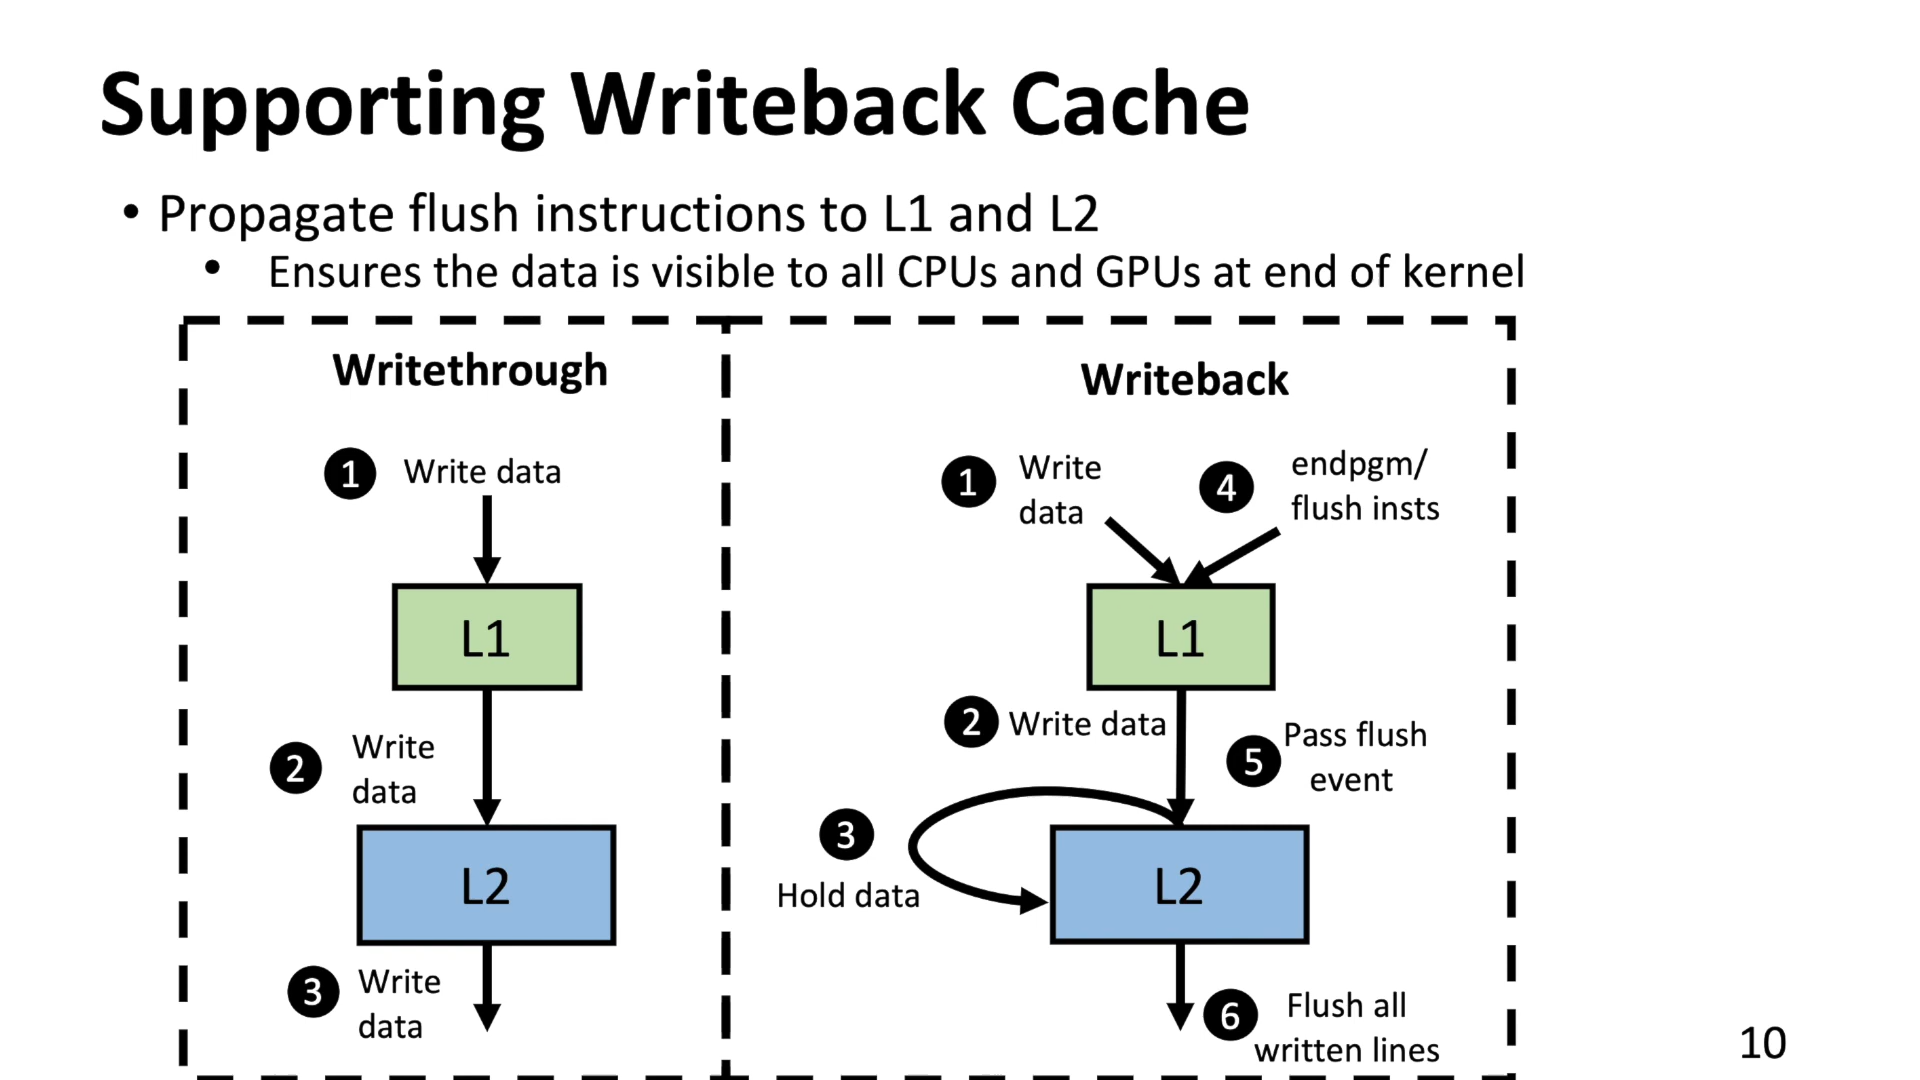 Supporting Writeback Cache
• Propagate flush instructions to L1 and L2
• Ensures the data is visible to all CPUs and GPUs at end of kernel
Writethrough
1 Write data
L1
2 Write
data
L2
3 Write
data
Writeback
1 Write
data
4 endpgm/
flush insts
L1
2 Write data
5 Pass flush
event
3
Hold data
L2
6 Flush all
written lines
10